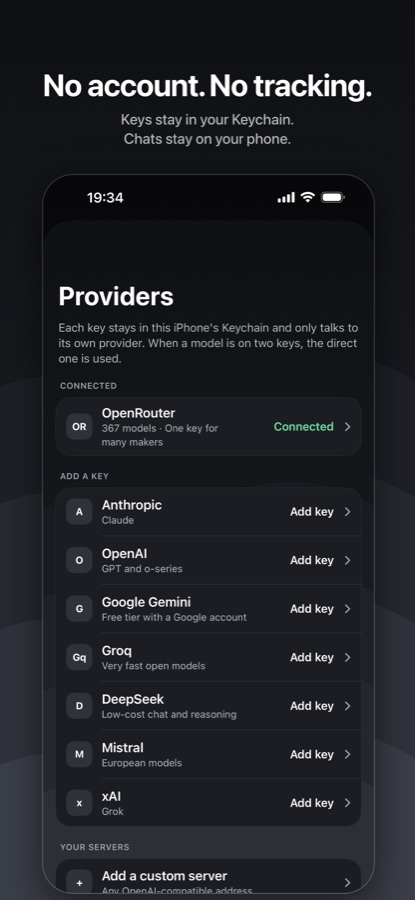 No account. No tracking.
Keys stay in your Keychain.
Chats stay on your phone.
19:34
Providers
Each key stays in this iPhone's Keychain and only talks to
its own provider. When a model is on two keys, the direct
one is used.
CONNECTED
OR
OpenRouter
367 models · One key for
many makers
Connected
ADD A KEY
A
Anthropic
Claude
Add key
O
OpenAI
GPT and o-series
Add key
G
Google Gemini
Free tier with a Google account
Add key
Gq
Groq
Very fast open models
Add key
D
DeepSeek
Low-cost chat and reasoning
Add key
M
Mistral
European models
Add key
x
xAI
Grok
Add key
YOUR SERVERS
+
Add a custom server
Any OpenAI-compatible address